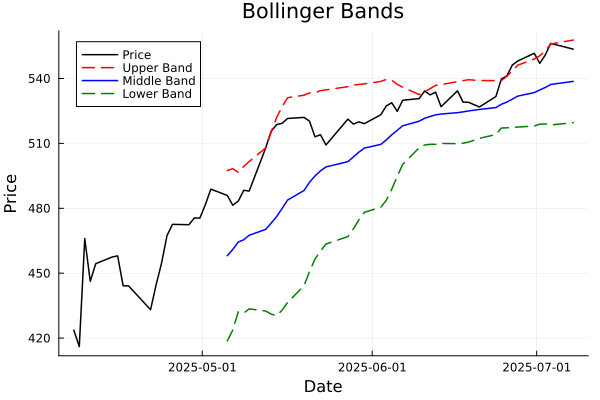 Bollinger Bands
Price
Upper Band
Middle Band
Lower Band
Price
540
510
480
450
420
2025-05-01 2025-06-01 2025-07-01
Date